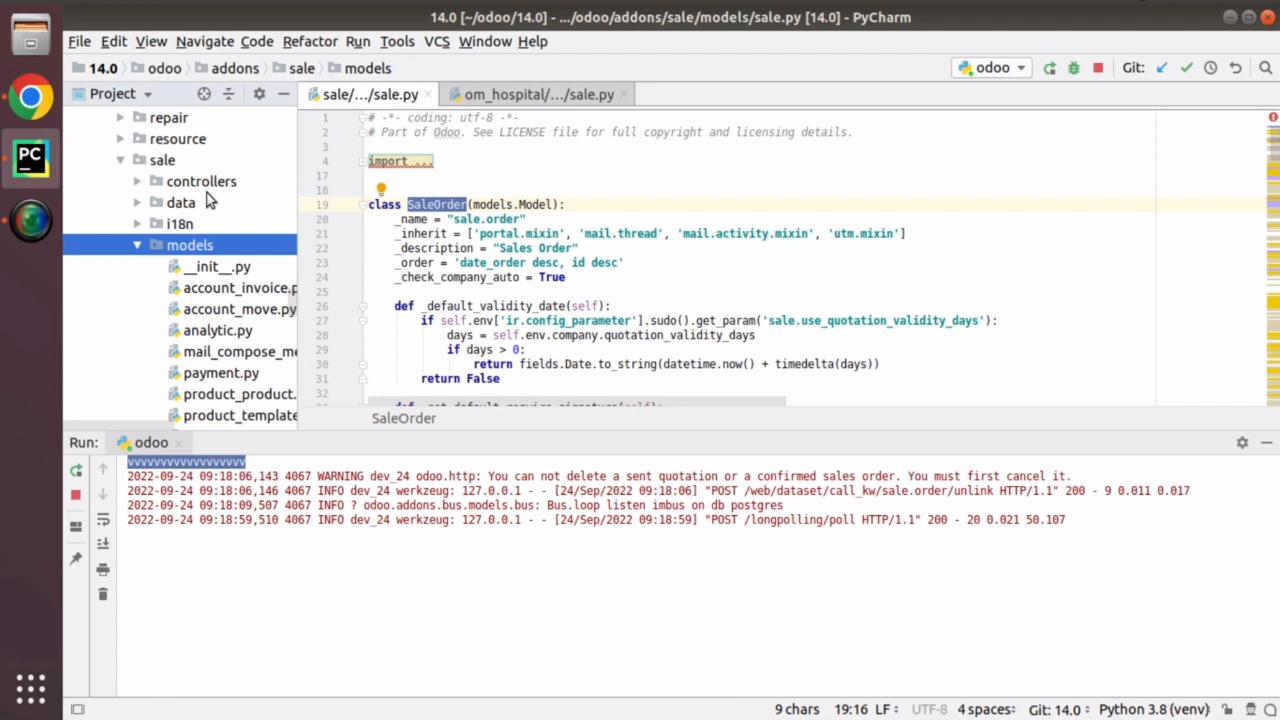 14.0 [~/odoo/14.0] - .../odoo/addons/sale/models/sale.py [14.0] - PyCharm
File Edit View Navigate Code Refactor Run Tools VCS Window Help
14.0 odoo addons sale models odoo Git:
Project sale/.../sale.py om_hospital/.../sale.py
repair
resource
sale
controllers
data
i18n
models
__init__.py
account_invoice.p
account_move.py
analytic.py
mail_compose_me
payment.py
product_product.
product_template
1 # -*- coding: utf-8 -*-
2 # Part of Odoo. See LICENSE file for full copyright and licensing details.
3
4 import ...
17
18
19 class SaleOrder(models.Model):
20 _name = "sale.order"
21 _inherit = ['portal.mixin', 'mail.thread', 'mail.activity.mixin', 'utm.mixin']
22 _description = "Sales Order"
23 _order = 'date_order desc, id desc'
24 _check_company_auto = True
25
26 def _default_validity_date(self):
27 if self.env['ir.config_parameter'].sudo().get_param('sale.use_quotation_validity_days'):
28 days = self.env.company.quotation_validity_days
29 if days > 0:
30 return fields.Date.to_string(datetime.now() + timedelta(days))
31 return False
32
SaleOrder
Run: odoo
vvvvvvvvvvvvvvvvvv
2022-09-24 09:18:06,143 4067 WARNING dev_24 odoo.http: You can not delete a sent quotation or a confirmed sales order. You must first cancel it.
2022-09-24 09:18:06,146 4067 INFO dev_24 werkzeug: 127.0.0.1 - - [24/Sep/2022 09:18:06] "POST /web/dataset/call_kw/sale.order/unlink HTTP/1.1" 200 - 9 0.011 0.017
2022-09-24 09:18:09,507 4067 INFO ? odoo.addons.bus.models.bus: Bus.loop listen imbus on db postgres
2022-09-24 09:18:59,510 4067 INFO dev_24 werkzeug: 127.0.0.1 - - [24/Sep/2022 09:18:59] "POST /longpolling/poll HTTP/1.1" 200 - 20 0.021 50.107
9 chars 19:16 LF UTF-8 4 spaces Git: 14.0 Python 3.8 (venv)